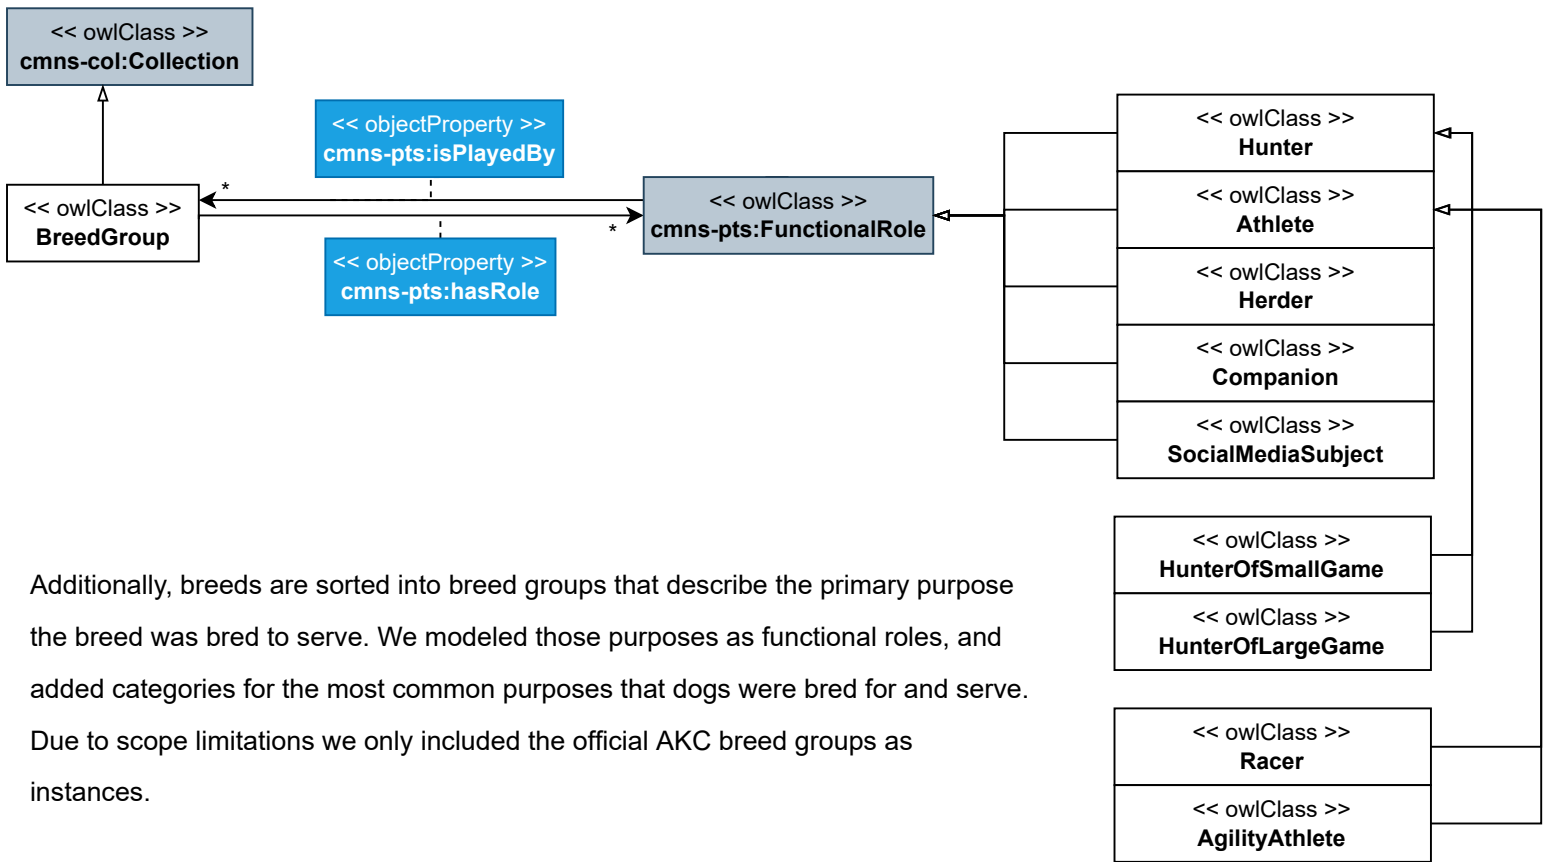 << owlClass >>
cmns-col:Collection
<< objectProperty >>
cmns-pts:isPlayedBy
<< owlClass >>
BreedGroup
*
*
<< objectProperty >>
cmns-pts:hasRole
<< owlClass >>
cmns-pts:FunctionalRole
<< owlClass >>
Hunter
<< owlClass >>
Athlete
<< owlClass >>
Herder
<< owlClass >>
Companion
<< owlClass >>
SocialMediaSubject
<< owlClass >>
HunterOfSmallGame
<< owlClass >>
HunterOfLargeGame
<< owlClass >>
Racer
<< owlClass >>
AgilityAthlete
Additionally, breeds are sorted into breed groups that describe the primary purpose
the breed was bred to serve. We modeled those purposes as functional roles, and
added categories for the most common purposes that dogs were bred for and serve.
Due to scope limitations we only included the official AKC breed groups as
instances.